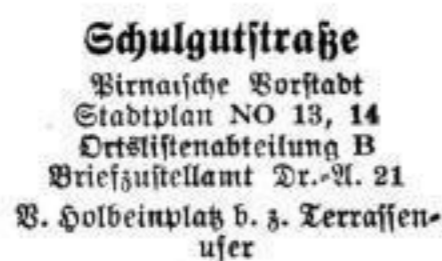 Schulgutstraße
Pirnaische Vorstadt
Stadtplan NO 13, 14
Ortslistenabteilung B
Briefzustellamt Dr.-A. 21
V. Holbeinplatz b. z. Terrassen-
ufer